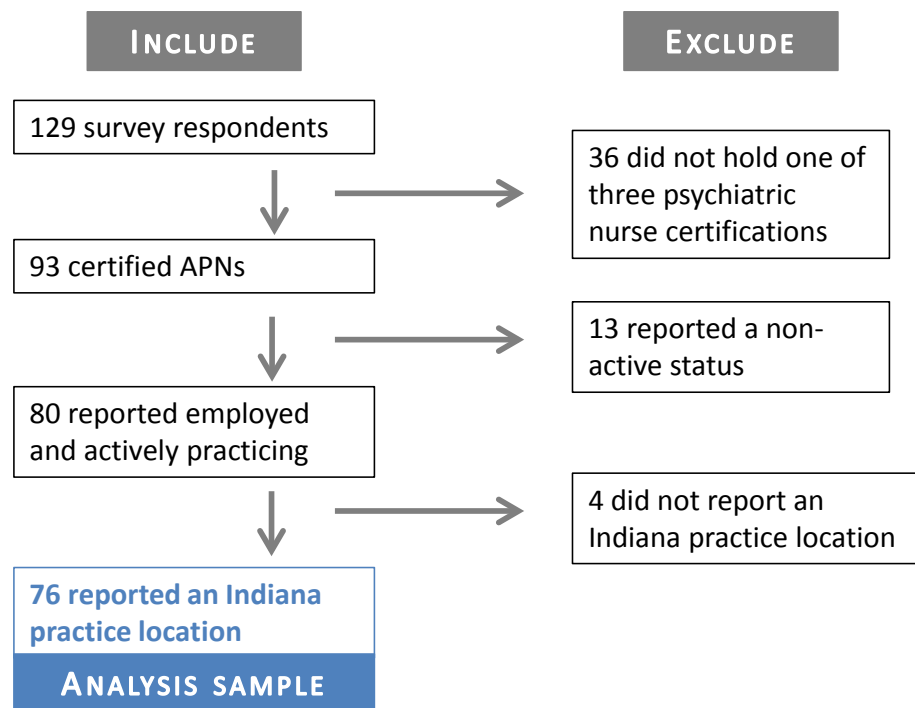 INCLUDE
EXCLUDE
129 survey respondents
36 did not hold one of
three psychiatric
nurse certifications
93 certified APNs
13 reported a non-
active status
80 reported employed
and actively practicing
4 did not report an
Indiana practice location
76 reported an Indiana
practice location
ANALYSIS SAMPLE